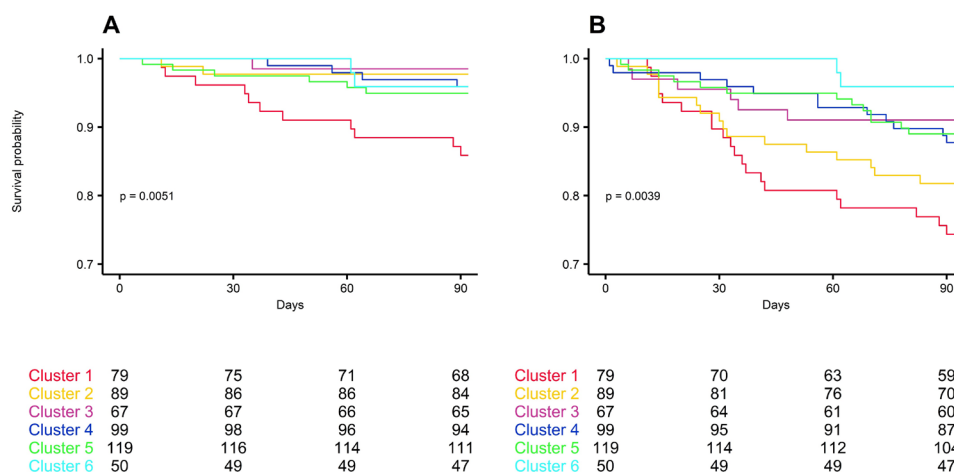 A
Survival probability
1.0
0.9
0.8
0.7
p = 0.0051
0 30 60 90
Days
Cluster 1 79 75 71 68
Cluster 2 89 86 86 84
Cluster 3 67 67 66 65
Cluster 4 99 98 96 94
Cluster 5 119 116 114 111
Cluster 6 50 49 49 47
B
1.0
0.9
0.8
0.7
p = 0.0039
0 30 60 90
Days
Cluster 1 79 70 63 59
Cluster 2 89 81 76 70
Cluster 3 67 64 61 60
Cluster 4 99 95 91 87
Cluster 5 119 114 112 104
Cluster 6 50 49 49 47